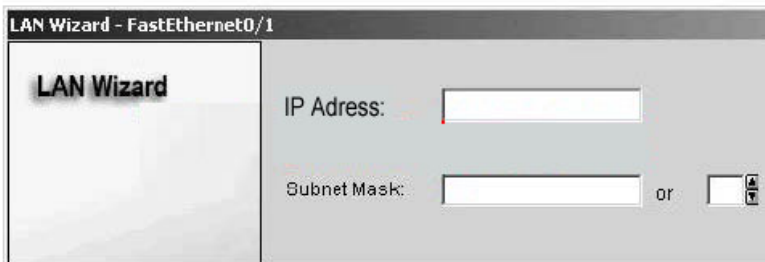 LAN Wizard - FastEthernet0/1
LAN Wizard
IP Adress:
Subnet Mask: or